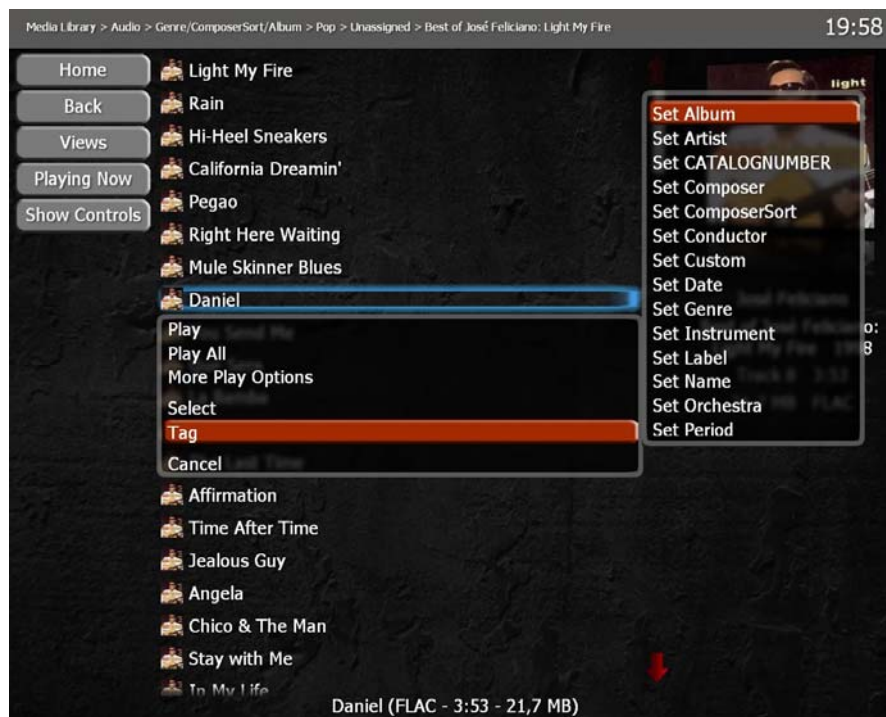 Media Library > Audio > Genre/ComposerSort/Album > Pop > Unassigned > Best of José Feliciano: Light My Fire
19:58
Home
Back
Views
Playing Now
Show Controls
Light My Fire
Rain
Hi-Heel Sneakers
California Dreamin'
Pegao
Right Here Waiting
Mule Skinner Blues
Daniel
Play
Play All
More Play Options
Select
Tag
Cancel
Affirmation
Time After Time
Jealous Guy
Angela
Chico & The Man
Stay with Me
In My Life
light
Set Album
Set Artist
Set CATALOGNUMBER
Set Composer
Set ComposerSort
Set Conductor
Set Custom
Set Date
Set Genre
Set Instrument
Set Label
Set Name
Set Orchestra
Set Period
Daniel (FLAC - 3:53 - 21,7 MB)